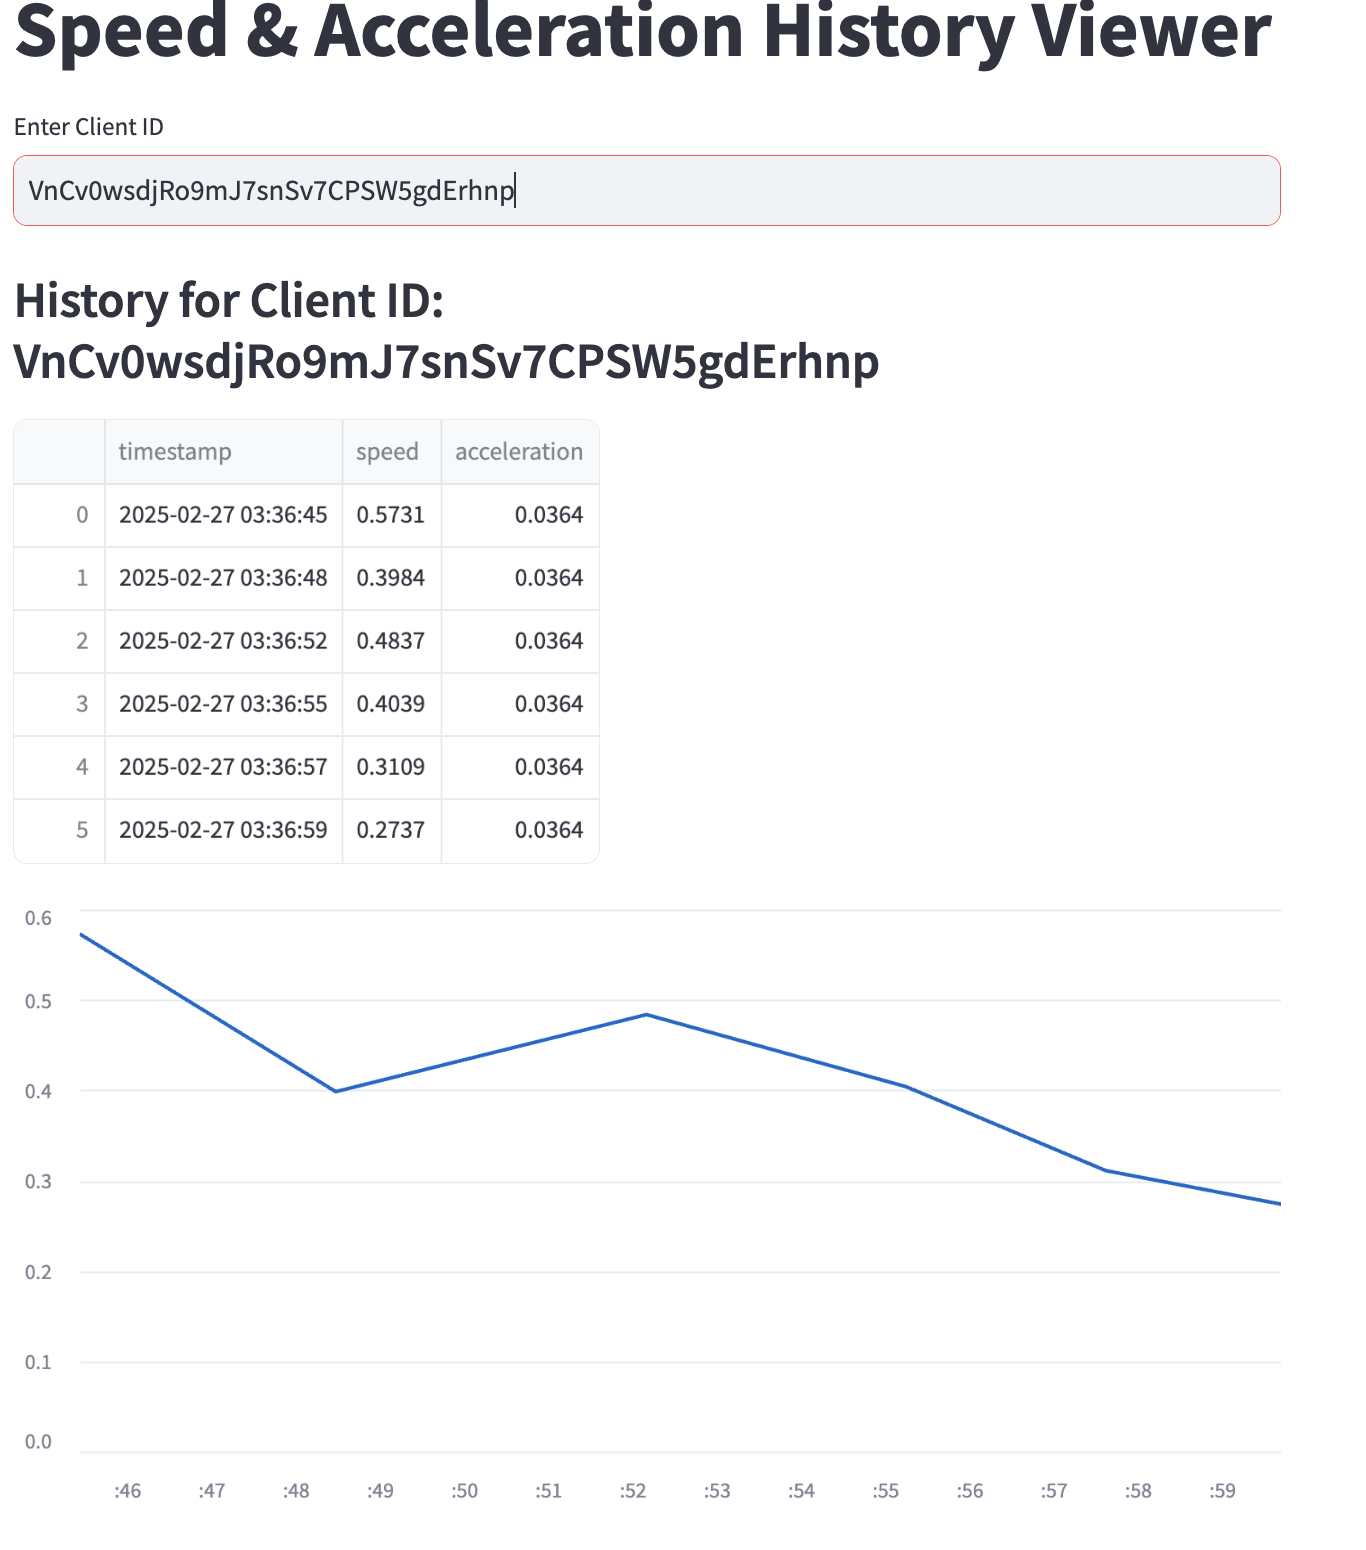 Speed & Acceleration History Viewer
Enter Client ID
VnCv0wsdjRo9mJ7snSv7CPSW5gdErhnp
History for Client ID:
VnCv0wsdjRo9mJ7snSv7CPSW5gdErhnp
timestamp speed acceleration
0 2025-02-27 03:36:45 0.5731 0.0364
1 2025-02-27 03:36:48 0.3984 0.0364
2 2025-02-27 03:36:52 0.4837 0.0364
3 2025-02-27 03:36:55 0.4039 0.0364
4 2025-02-27 03:36:57 0.3109 0.0364
5 2025-02-27 03:36:59 0.2737 0.0364
0.6
0.5
0.4
0.3
0.2
0.1
0.0
:46 :47 :48 :49 :50 :51 :52 :53 :54 :55 :56 :57 :58 :59